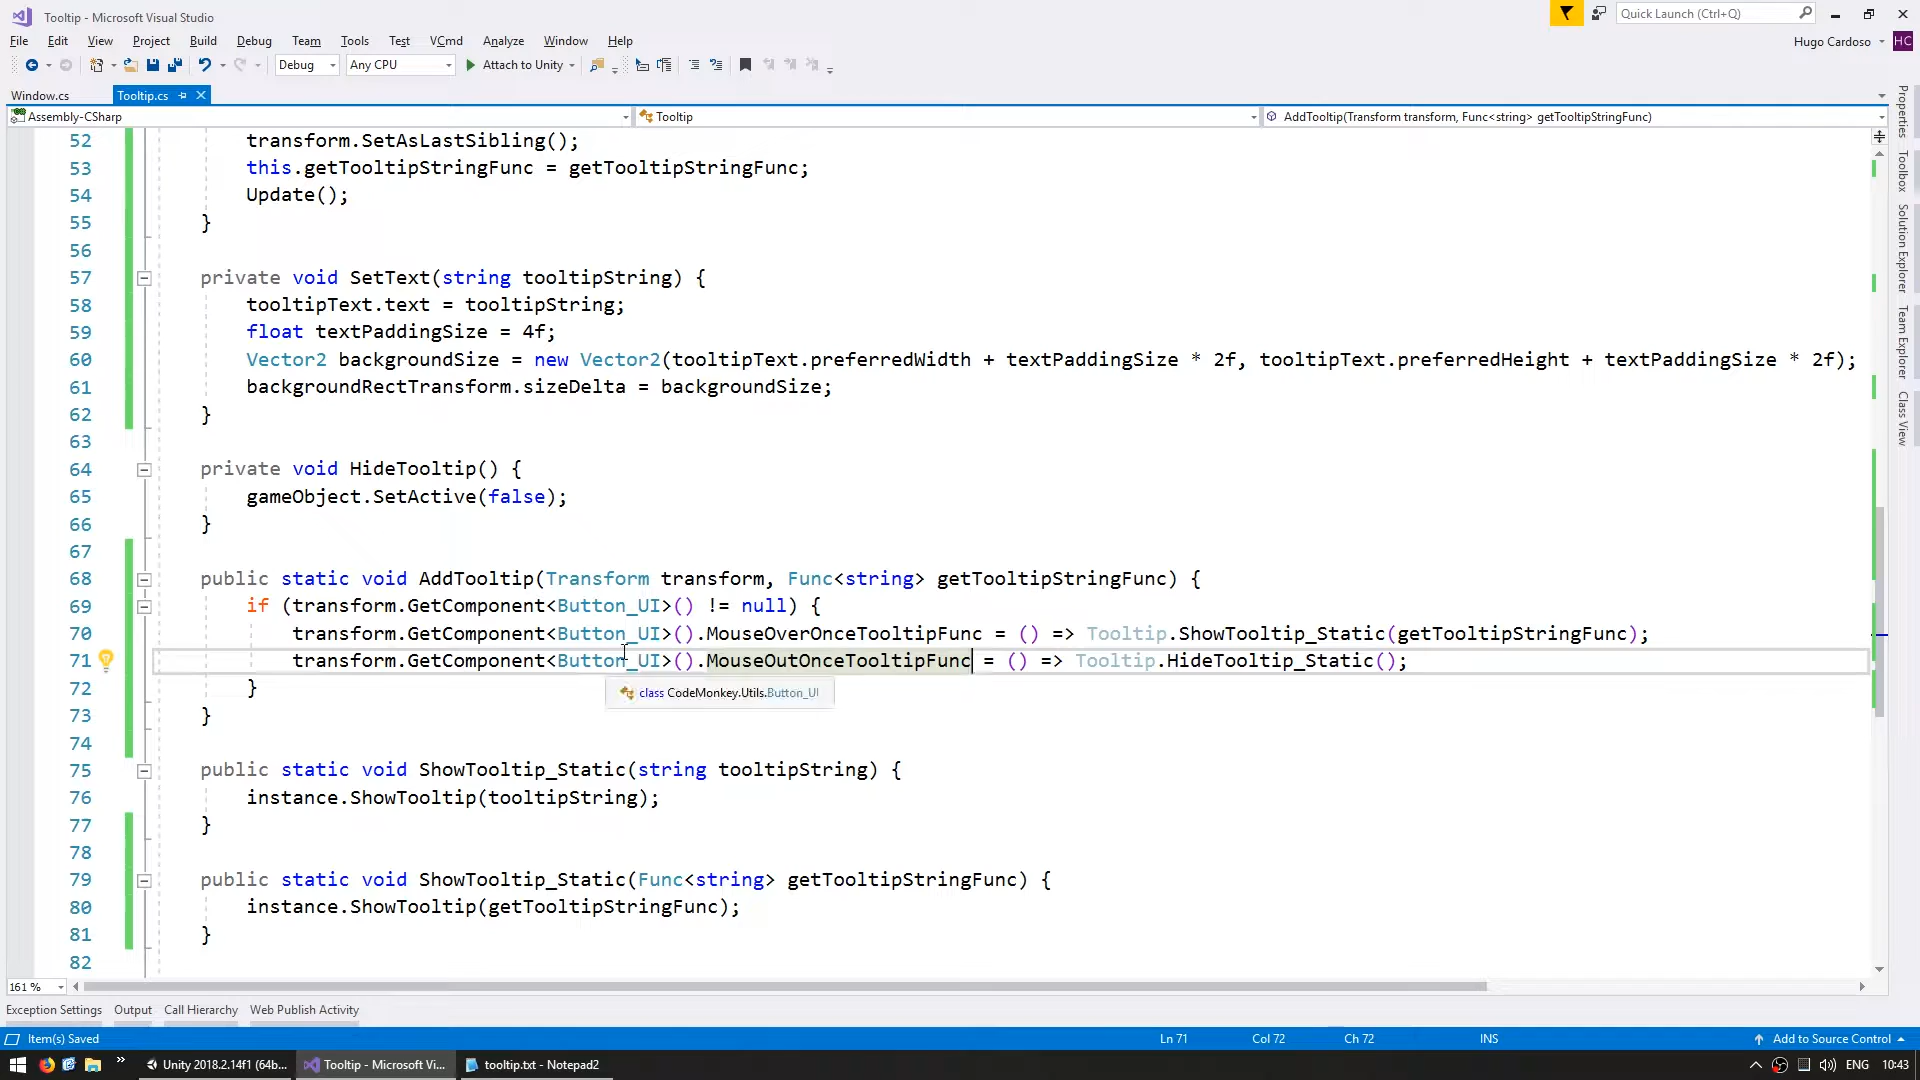 Tooltip - Microsoft Visual Studio
Quick Launch (Ctrl+Q)
File Edit View Project Build Debug Team Tools Test VCmd Analyze Window Help
Hugo Cardoso HC
Debug Any CPU Attach to Unity
Window.cs Tooltip.cs
Assembly-CSharp Tooltip AddTooltip(Transform transform, Func<string> getTooltipStringFunc)
52 transform.SetAsLastSibling();
53 this.getTooltipStringFunc = getTooltipStringFunc;
54 Update();
55 }
56
57 private void SetText(string tooltipString) {
58 tooltipText.text = tooltipString;
59 float textPaddingSize = 4f;
60 Vector2 backgroundSize = new Vector2(tooltipText.preferredWidth + textPaddingSize * 2f, tooltipText.preferredHeight + textPaddingSize * 2f);
61 backgroundRectTransform.sizeDelta = backgroundSize;
62 }
63
64 private void HideTooltip() {
65 gameObject.SetActive(false);
66 }
67
68 public static void AddTooltip(Transform transform, Func<string> getTooltipStringFunc) {
69 if (transform.GetComponent<Button_UI>() != null) {
70 transform.GetComponent<Button_UI>().MouseOverOnceTooltipFunc = () => Tooltip.ShowTooltip_Static(getTooltipStringFunc);
71 transform.GetComponent<Button_UI>().MouseOutOnceTooltipFunc = () => Tooltip.HideTooltip_Static();
72 }
class CodeMonkey.Utils.Button_UI
73 }
74
75 public static void ShowTooltip_Static(string tooltipString) {
76 instance.ShowTooltip(tooltipString);
77 }
78
79 public static void ShowTooltip_Static(Func<string> getTooltipStringFunc) {
80 instance.ShowTooltip(getTooltipStringFunc);
81 }
82
Properties
Toolbox
Solution Explorer
Team Explorer
Class View
161 %
Exception Settings Output Call Hierarchy Web Publish Activity
Item(s) Saved Ln 71 Col 72 Ch 72 INS Add to Source Control
Unity 2018.2.14f1 (64b... Tooltip - Microsoft Vi... tooltip.txt - Notepad2 ENG 10:43